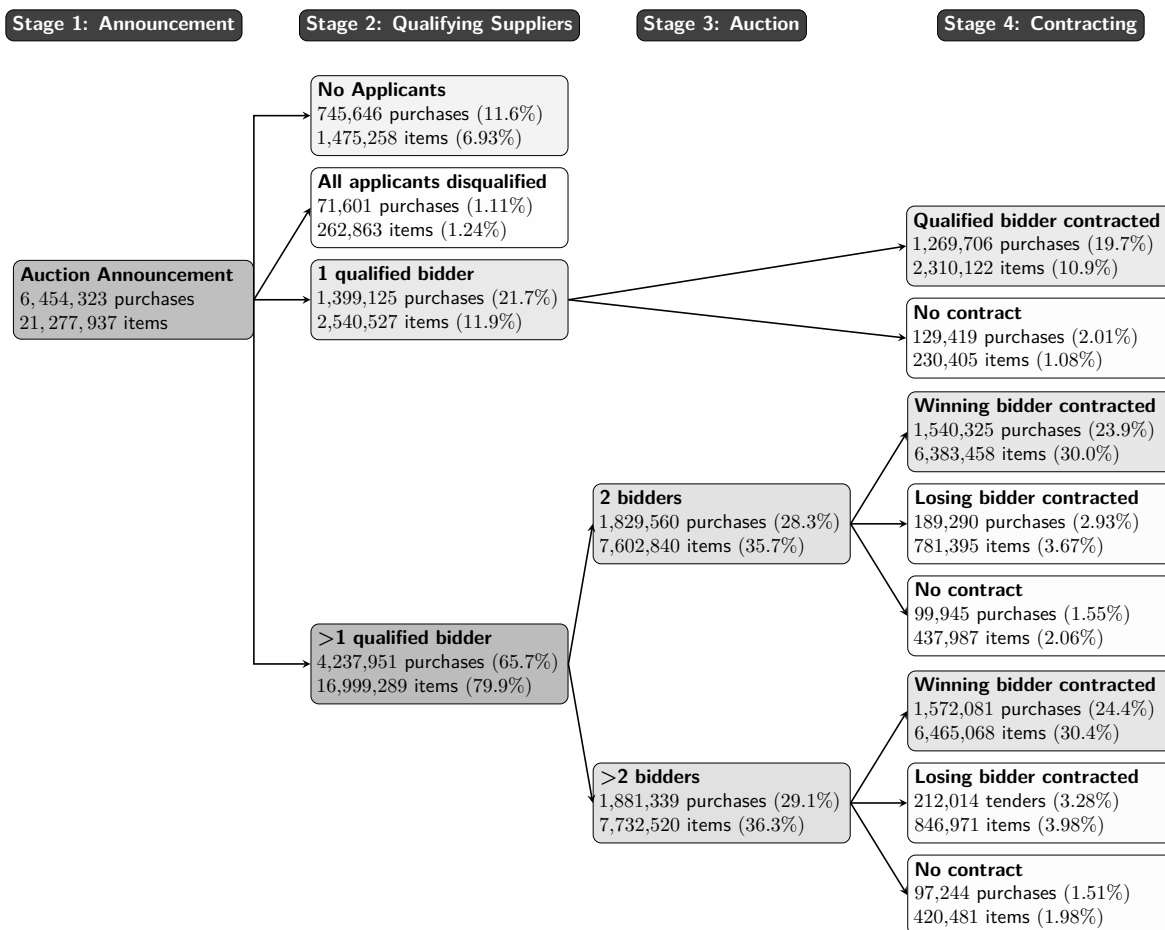 Stage 1: Announcement
Stage 2: Qualifying Suppliers
Stage 3: Auction
Stage 4: Contracting
Auction Announcement
6,454,323 purchases
21,277,937 items
No Applicants
745,646 purchases (11.6%)
1,475,258 items (6.93%)
All applicants disqualified
71,601 purchases (1.11%)
262,863 items (1.24%)
1 qualified bidder
1,399,125 purchases (21.7%)
2,540,527 items (11.9%)
>1 qualified bidder
4,237,951 purchases (65.7%)
16,999,289 items (79.9%)
2 bidders
1,829,560 purchases (28.3%)
7,602,840 items (35.7%)
>2 bidders
1,881,339 purchases (29.1%)
7,732,520 items (36.3%)
Qualified bidder contracted
1,269,706 purchases (19.7%)
2,310,122 items (10.9%)
No contract
129,419 purchases (2.01%)
230,405 items (1.08%)
Winning bidder contracted
1,540,325 purchases (23.9%)
6,383,458 items (30.0%)
Losing bidder contracted
189,290 purchases (2.93%)
781,395 items (3.67%)
No contract
99,945 purchases (1.55%)
437,987 items (2.06%)
Winning bidder contracted
1,572,081 purchases (24.4%)
6,465,068 items (30.4%)
Losing bidder contracted
212,014 tenders (3.28%)
846,971 items (3.98%)
No contract
97,244 purchases (1.51%)
420,481 items (1.98%)